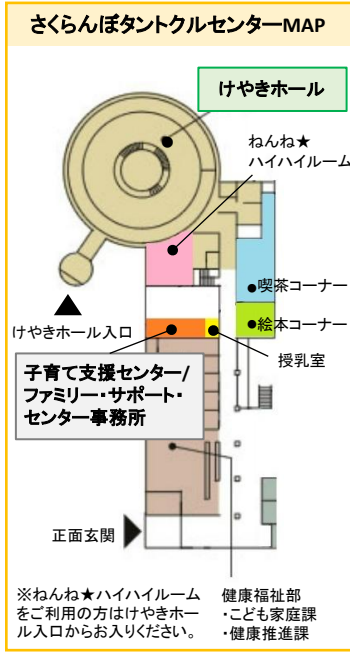 さくらんぼタントクルセンターMAP
けやきホール
ねんね★
ハイハイルーム
けやきホール入口
喫茶コーナー
絵本コーナー
授乳室
子育て支援センター/
ファミリー・サポート・
センター事務所
正面玄関
※ねんね★ハイハイルーム
をご利用の方はけやきホー
ル入口からお入りください。
健康福祉部
・こども家庭課
・健康推進課